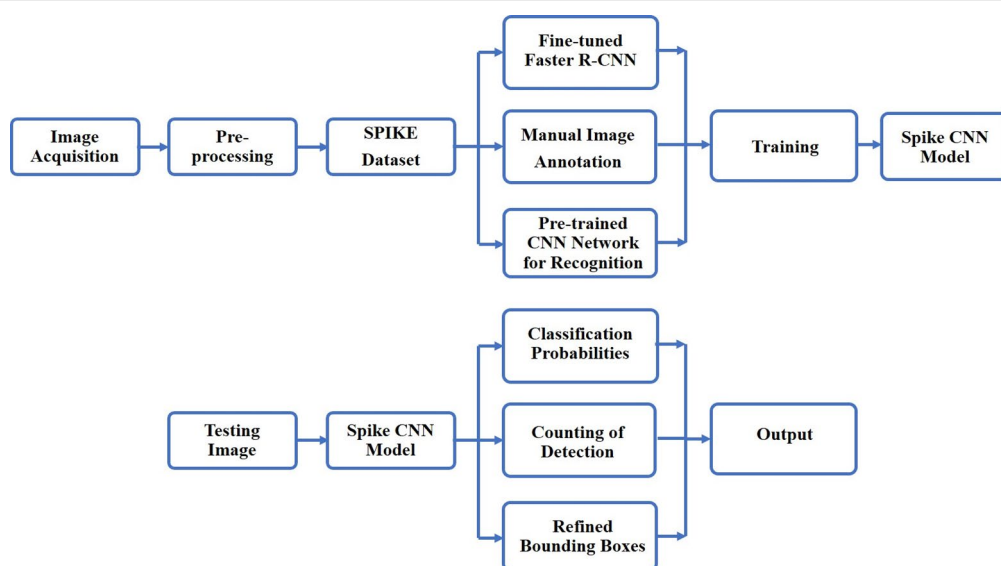 Image
Acquisition
Pre-
processing
SPIKE
Dataset
Fine-tuned
Faster R-CNN
Manual Image
Annotation
Pre-trained
CNN Network
for Recognition
Training
Spike CNN
Model
Testing
Image
Spike CNN
Model
Classification
Probabilities
Counting of
Detection
Refined
Bounding Boxes
Output